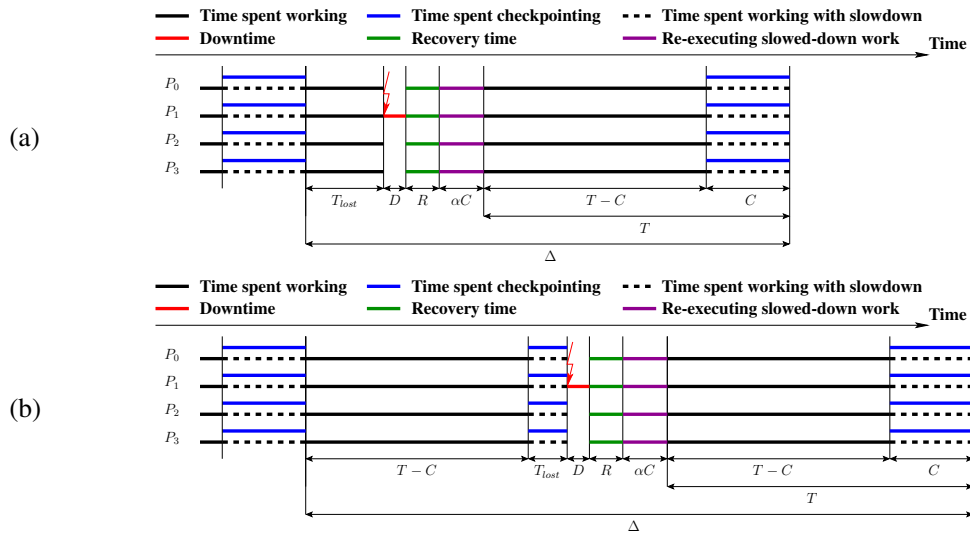 Time spent working Time spent checkpointing Time spent working with slowdown
Downtime Recovery time Re-executing slowed-down work
Time
(a)
P0
P1
P2
P3
Tlost D R αC T − C C
T
Δ
Time spent working Time spent checkpointing Time spent working with slowdown
Downtime Recovery time Re-executing slowed-down work
Time
(b)
P0
P1
P2
P3
T − C Tlost D R αC T − C C
T
Δ